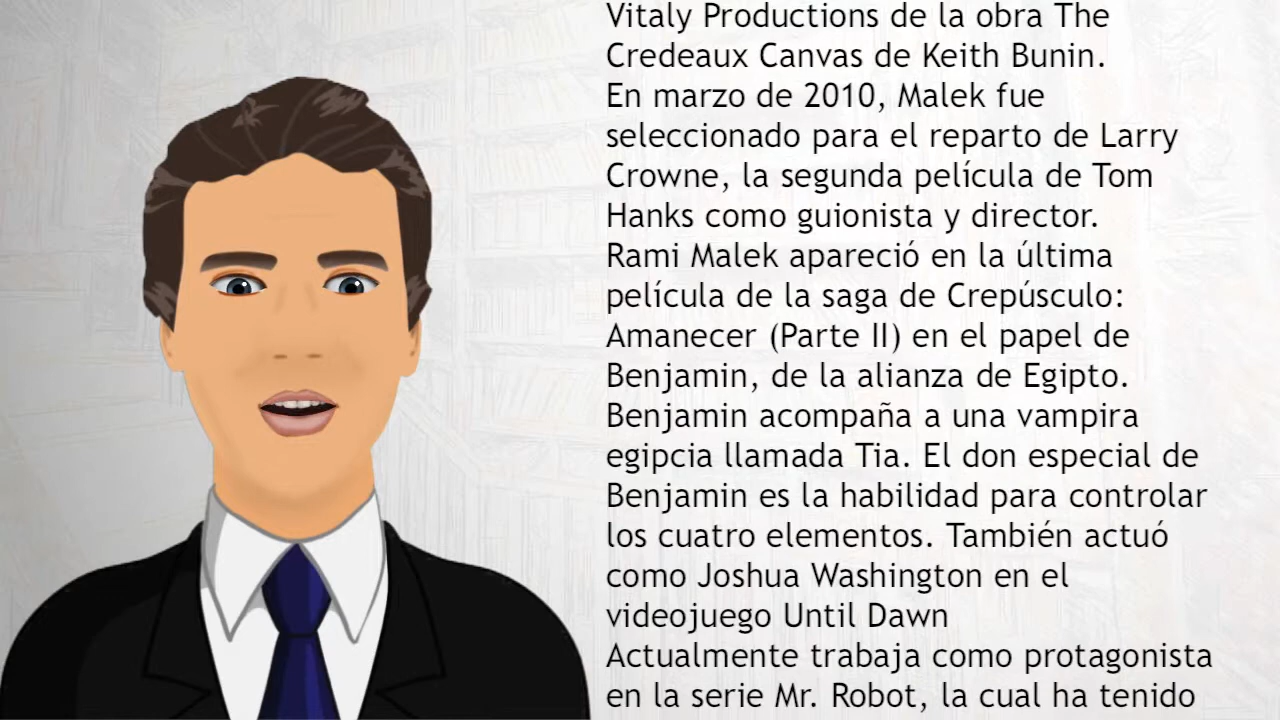 Vitaly Productions de la obra The
Credeaux Canvas de Keith Bunin.
En marzo de 2010, Malek fue
seleccionado para el reparto de Larry
Crowne, la segunda película de Tom
Hanks como guionista y director.
Rami Malek apareció en la última
película de la saga de Crepúsculo:
Amanecer (Parte II) en el papel de
Benjamin, de la alianza de Egipto.
Benjamin acompaña a una vampira
egipcia llamada Tia. El don especial de
Benjamin es la habilidad para controlar
los cuatro elementos. También actuó
como Joshua Washington en el
videojuego Until Dawn
Actualmente trabaja como protagonista
en la serie Mr. Robot, la cual ha tenido